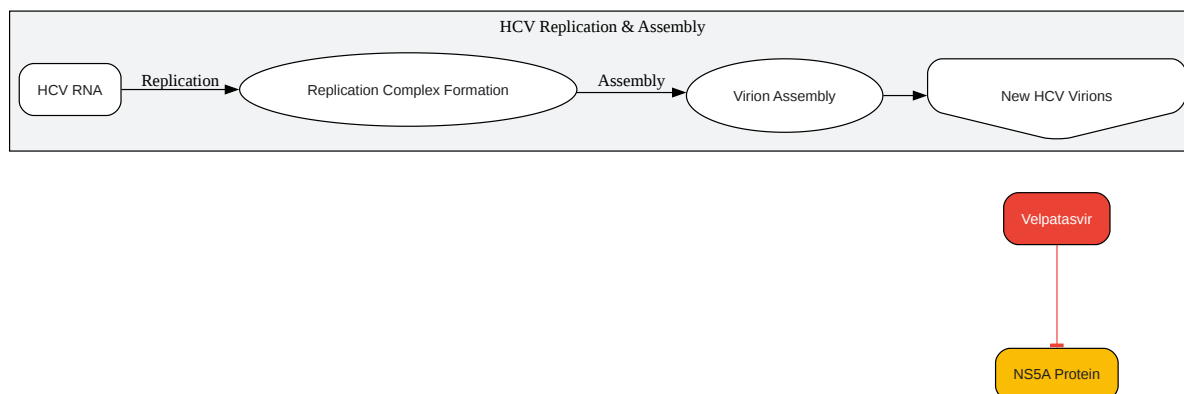 HCV Replication & Assembly
HCV RNA
Replication
Replication Complex Formation
Assembly
Virion Assembly
New HCV Virions
Velpatasvir
NS5A Protein